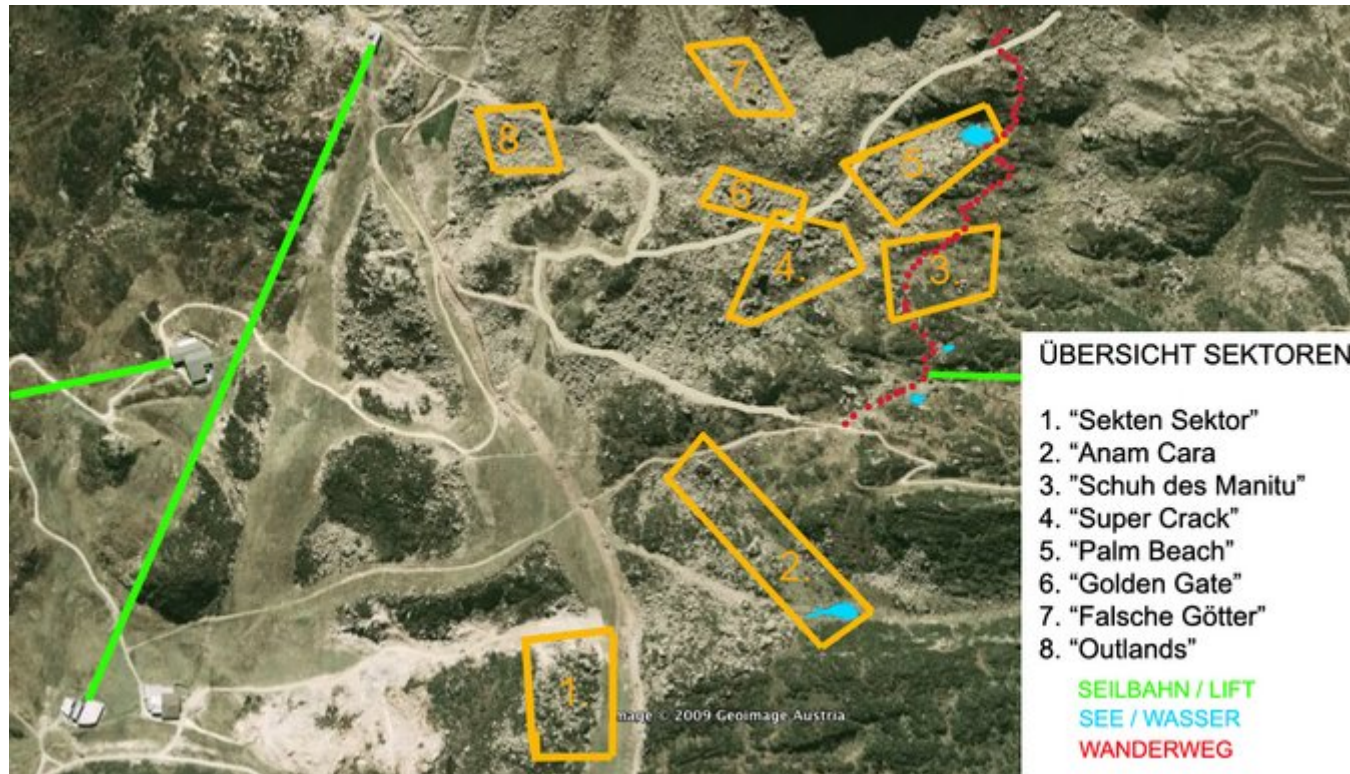 7.
8
5.
6
4.
3.
2.
1.
mage © 2009 Geoimage Austria
ÜBERSICHT SEKTOREN
1. “Sekten Sektor”
2. “Anam Cara
3. “Schuh des Manitu”
4. “Super Crack”
5. “Palm Beach”
6. “Golden Gate”
7. “Falsche Götter”
8. “Outlands”
SEILBAHN / LIFT
SEE / WASSER
WANDERWEG